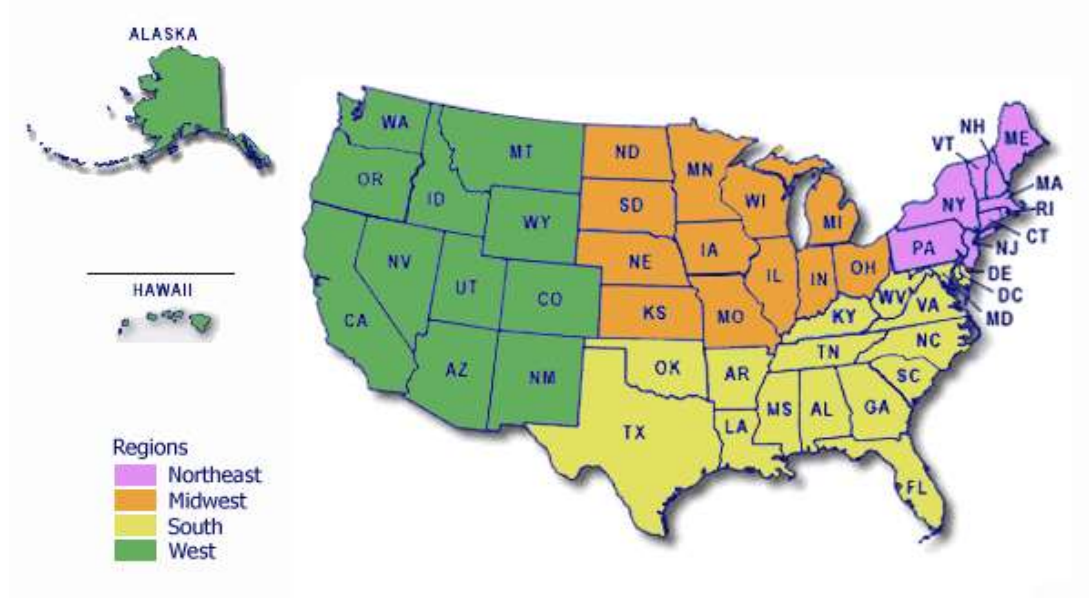 ALASKA
HAWAII
WA
MT
ND
MN
OR
ID
WY
SD
WI
MI
NV
UT
CO
NE
IA
IL
IN
OH
CA
KS
MO
AZ
NM
OK
AR
TX
LA
MS
AL
GA
FL
TN
KY
WV
VA
NC
SC
PA
NY
VT
NH
ME
MA
RI
CT
NJ
DE
DC
MD
Regions
Northeast
Midwest
South
West